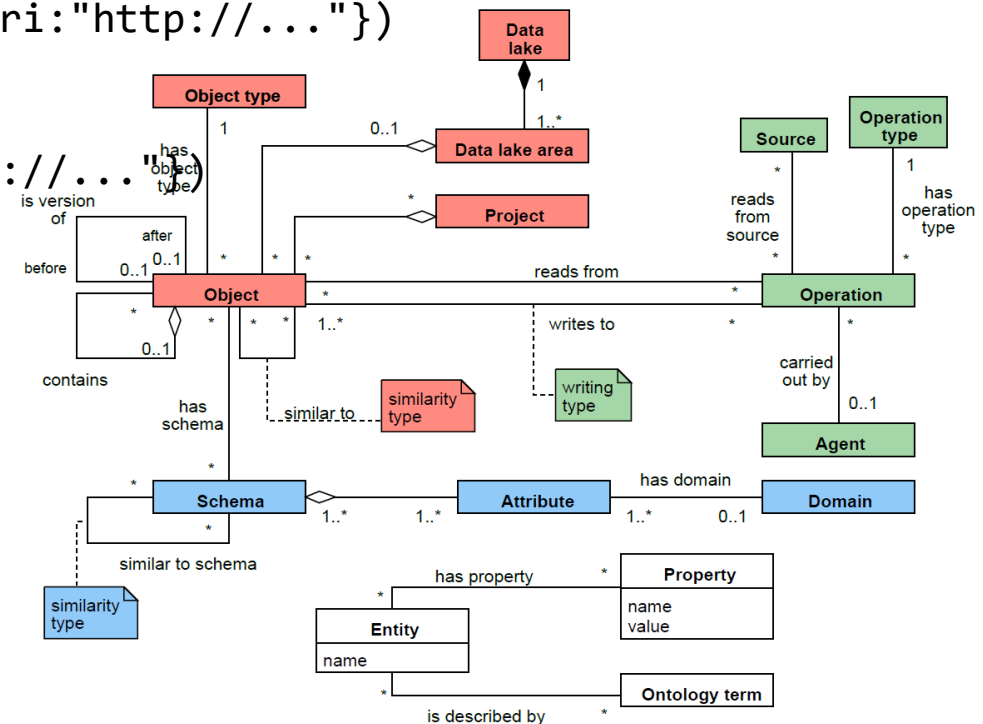 ri:"http://..."})
Data
lake
1
1..*
Object type
1
has
object
type
://..."})
0..1
Data lake area
*
Project
Source
*
Operation
type
1
reads
from
source
has
operation
type
*
*
is version
of
after
0..1
before
0..1
*
*
*
Object
reads from
*
*
Operation
*
0..1
contains
*
*
*
1..*
writes to
*
*
similar to
similarity
type
writing
type
carried
out by
0..1
Agent
has
schema
*
*
Schema
*
similar to schema
similarity
type
1..*
1..*
Attribute
has domain
1..*
0..1
Domain
has property
*
*
Property
name
value
Entity
name
*
is described by
*
Ontology term